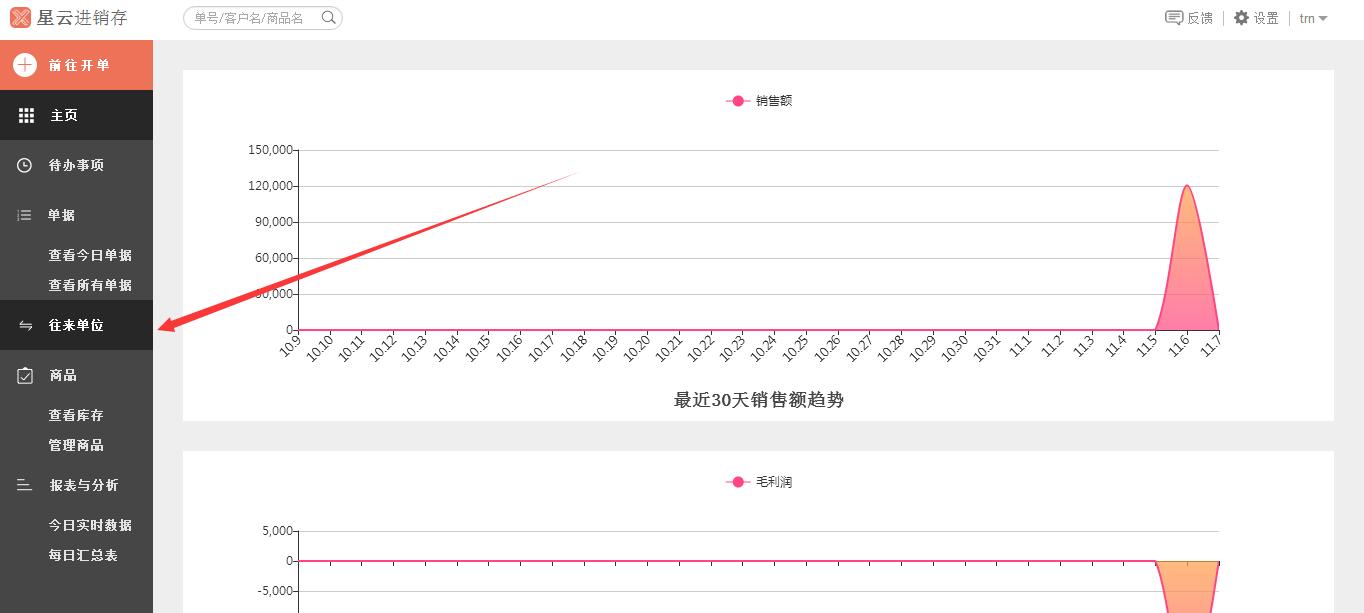 星云进销存
单号/客户名/商品名
反馈
设置
trn
前往开单
主页
待办事项
单据
查看今日单据
查看所有单据
往来单位
商品
查看库存
管理商品
报表与分析
今日实时数据
每日汇总表
销售额
150,000
120,000
90,000
60,000
0
10.9 10.10 10.11 10.12 10.13 10.14 10.15 10.16 10.17 10.18 10.19 10.20 10.21 10.22 10.23 10.24 10.25 10.26 10.27 10.28 10.29 10.30 10.31 11.1 11.2 11.3 11.4 11.5 11.6 11.7
最近30天销售额趋势
毛利润
5,000
0
-5,000